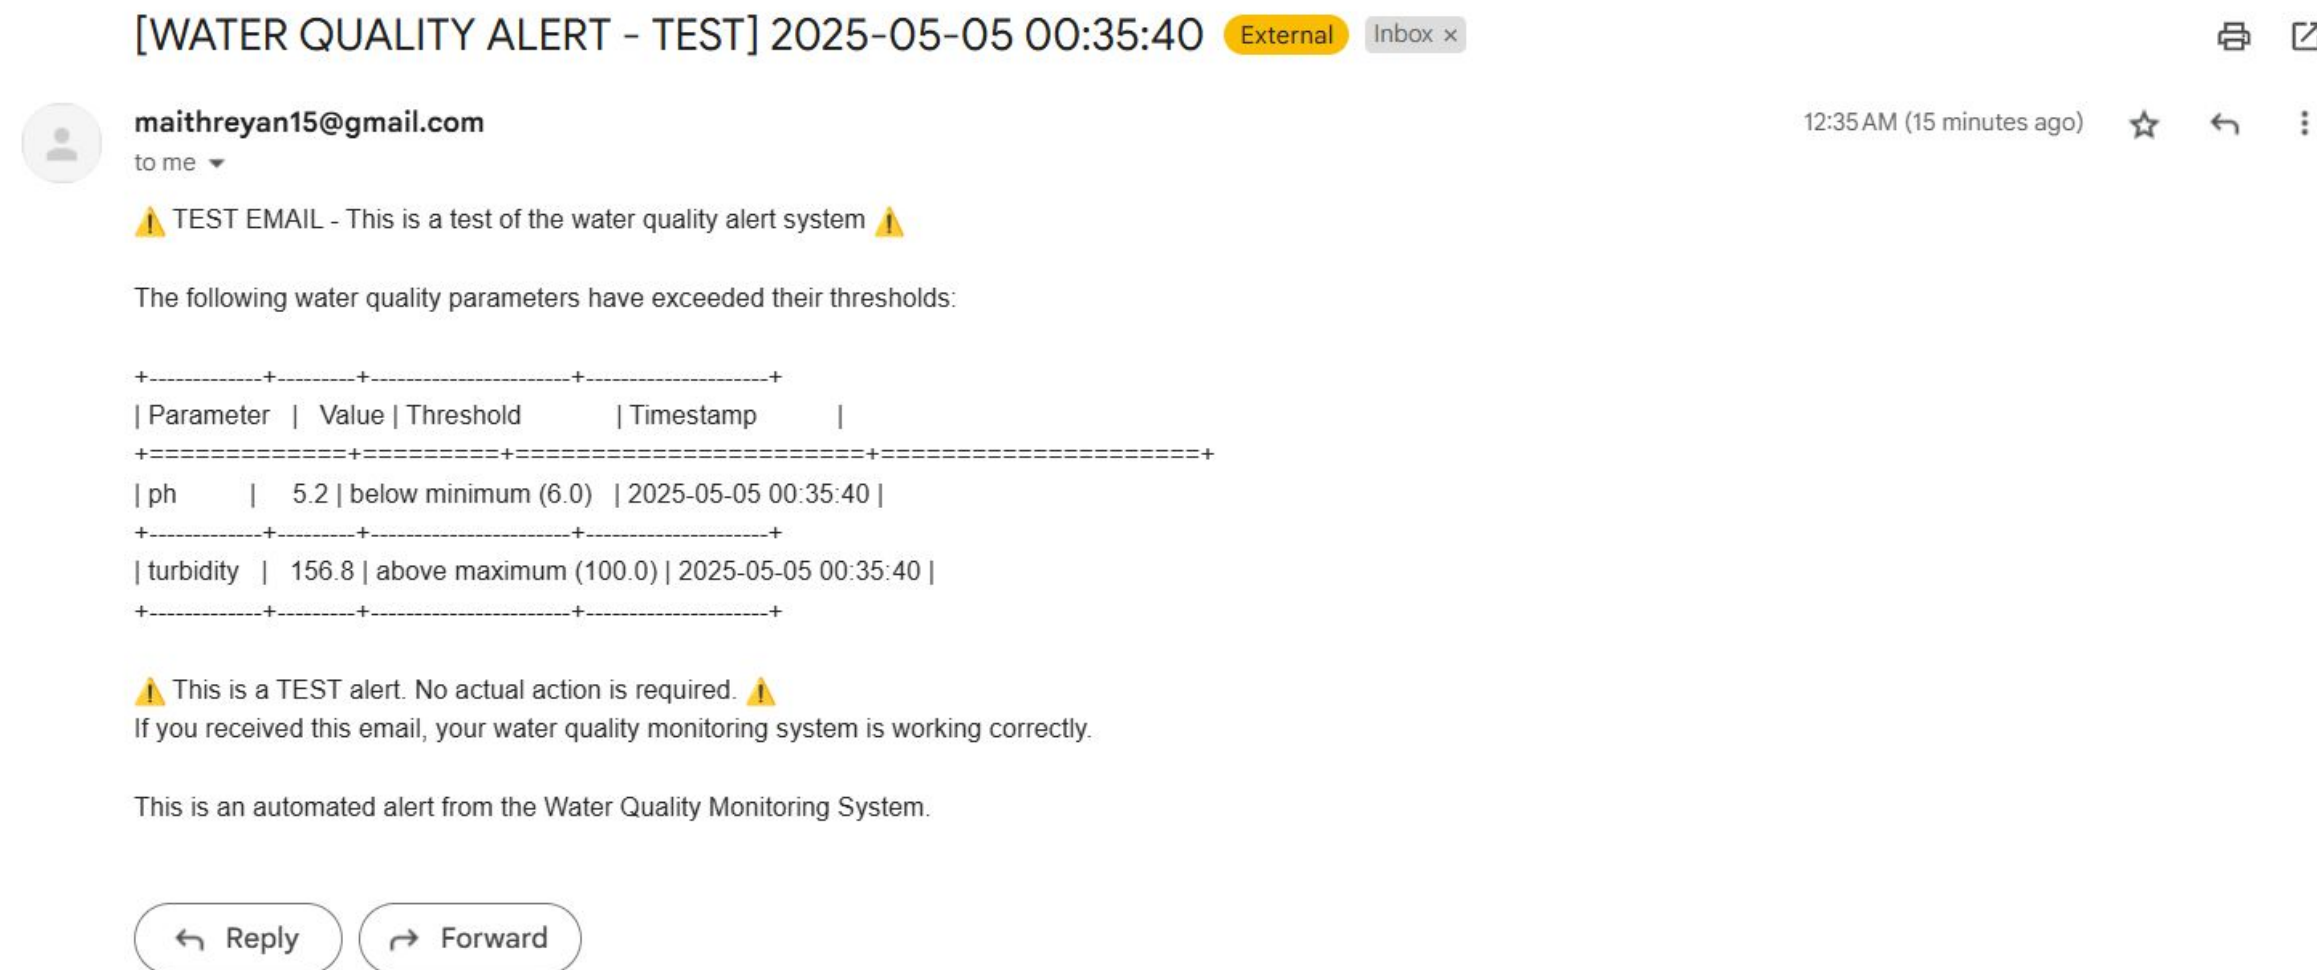 [WATER QUALITY ALERT - TEST] 2025-05-05 00:35:40 External Inbox ×
maithreyan15@gmail.com 12:35 AM (15 minutes ago)
to me
⚠️ TEST EMAIL - This is a test of the water quality alert system ⚠️
The following water quality parameters have exceeded their thresholds:
+-------------+---------+-----------------------+---------------------+
| Parameter | Value | Threshold | Timestamp |
+=============+=========+=======================+=====================+
| ph | 5.2 | below minimum (6.0) | 2025-05-05 00:35:40 |
+-------------+---------+-----------------------+---------------------+
| turbidity | 156.8 | above maximum (100.0) | 2025-05-05 00:35:40 |
+-------------+---------+-----------------------+---------------------+
⚠️ This is a TEST alert. No actual action is required. ⚠️
If you received this email, your water quality monitoring system is working correctly.
This is an automated alert from the Water Quality Monitoring System.
Reply Forward